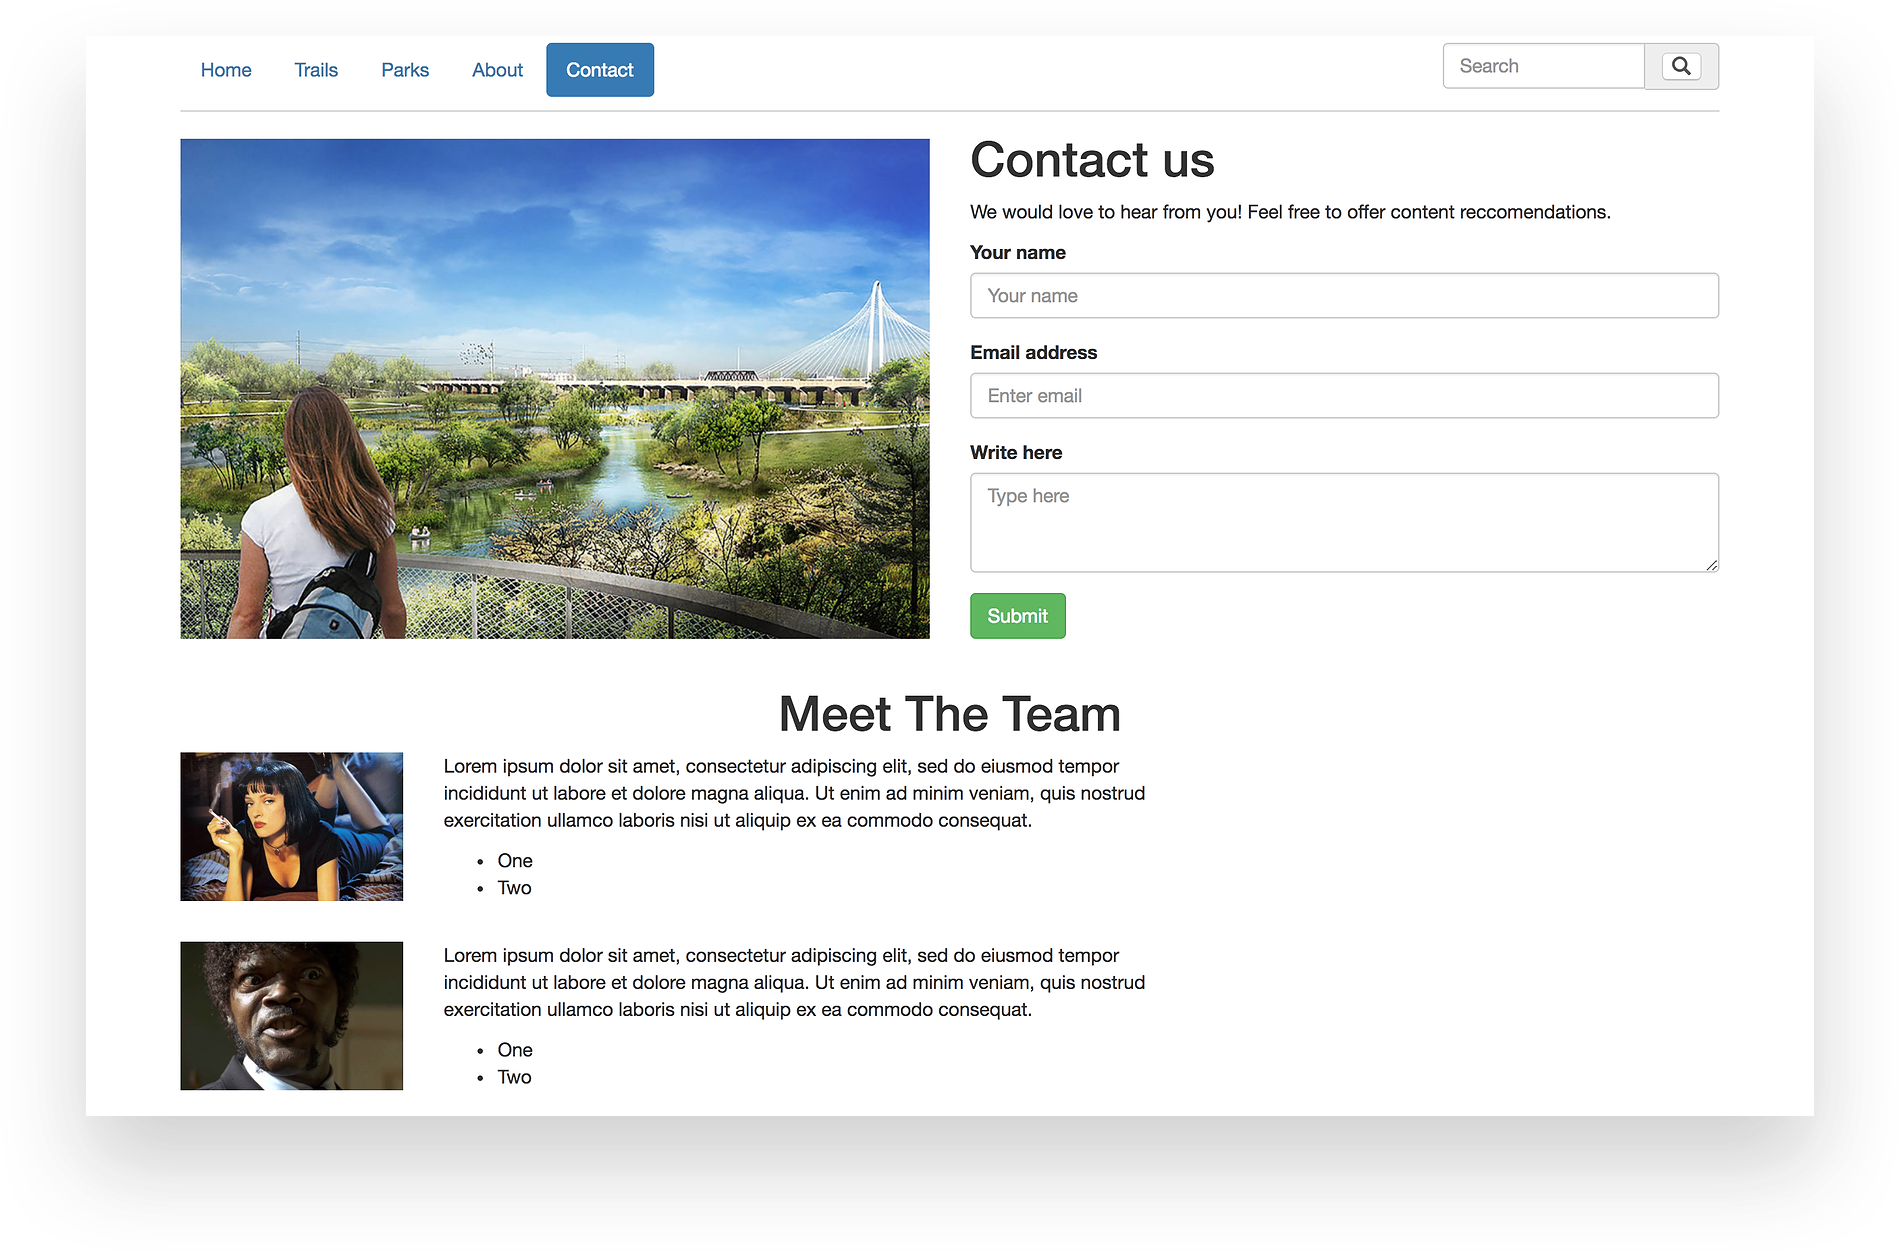 Home Trails Parks About Contact Search
Contact us
We would love to hear from you! Feel free to offer content reccomendations.
Your name
Your name
Email address
Enter email
Write here
Type here
Submit
Meet The Team
Lorem ipsum dolor sit amet, consectetur adipiscing elit, sed do eiusmod tempor
incididunt ut labore et dolore magna aliqua. Ut enim ad minim veniam, quis nostrud
exercitation ullamco laboris nisi ut aliquip ex ea commodo consequat.
• One
• Two
Lorem ipsum dolor sit amet, consectetur adipiscing elit, sed do eiusmod tempor
incididunt ut labore et dolore magna aliqua. Ut enim ad minim veniam, quis nostrud
exercitation ullamco laboris nisi ut aliquip ex ea commodo consequat.
• One
• Two